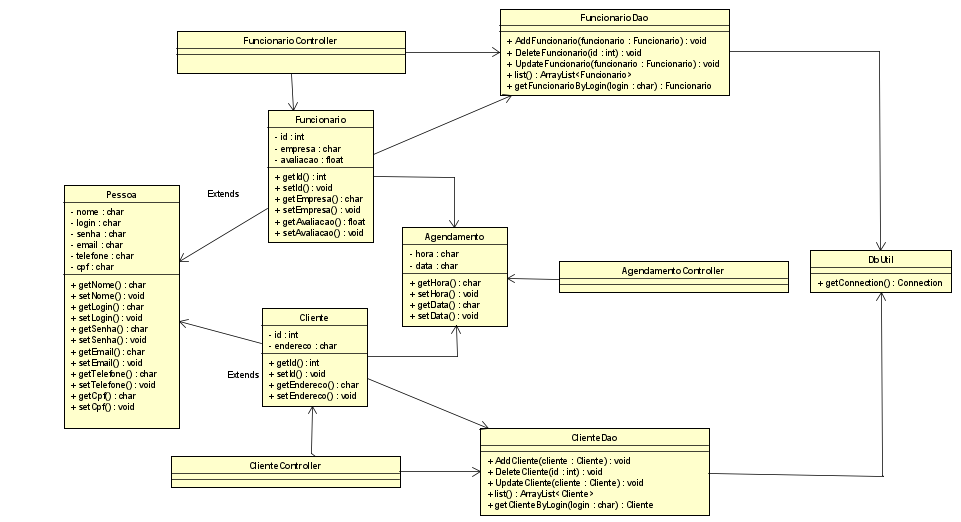 FuncionarioController
FuncionarioDao
+ AddFuncionario(funcionario : Funcionario) : void
+ DeleteFuncionario(id : int) : void
+ UpdateFuncionario(funcionario : Funcionario) : void
+ list() : ArrayList<Funcionario>
+ getFuncionarioByLogin(login : char) : Funcionario
Funcionario
- id : int
- empresa : char
- avaliacao : float
+ getId() : int
+ setId() : void
+ getEmpresa() : char
+ setEmpresa() : void
+ getAvaliacao() : float
+ setAvaliacao() : void
Extends
Pessoa
- nome : char
- login : char
- senha : char
- email : char
- telefone : char
- cpf : char
+ getNome() : char
+ setNome() : void
+ getLogin() : char
+ setLogin() : void
+ getSenha() : char
+ setSenha() : void
+ getEmail() : char
+ setEmail() : void
+ getTelefone() : char
+ setTelefone() : void
+ getCpf() : char
+ setCpf() : void
Agendamento
- hora : char
- data : char
+ getHora() : char
+ setHora() : void
+ getData() : char
+ setData() : void
AgendamentoController
DbUtil
+ getConnection() : Connection
Cliente
- id : int
- endereco : char
+ getId() : int
+ setId() : void
+ getEndereco() : char
+ setEndereco() : void
Extends
ClienteController
ClienteDao
+ AddCliente(cliente : Cliente) : void
+ DeleteCliente(id : int) : void
+ UpdateCliente(cliente : Cliente) : void
+ list() : ArrayList<Cliente>
+ getClienteByLogin(login : char) : Cliente